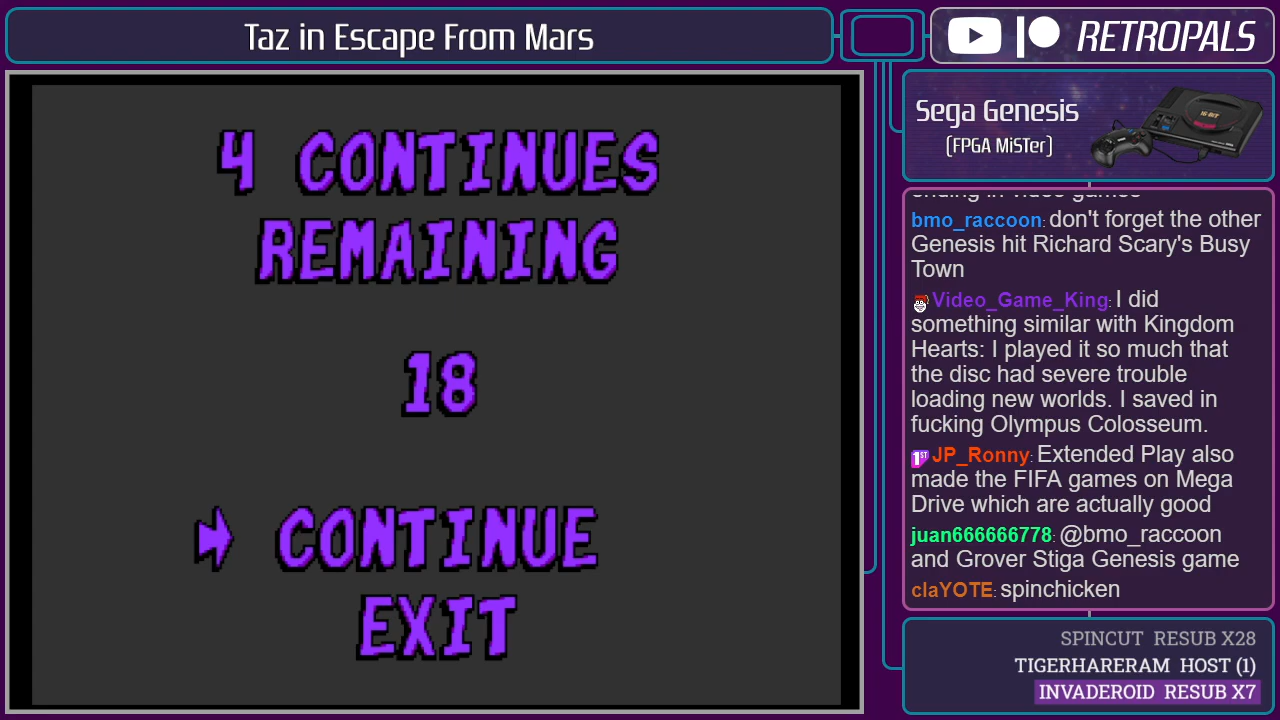 Taz in Escape From Mars
RETROPALS
4 CONTINUES
REMAINING
18
CONTINUE
EXIT
Sega Genesis
(FPGA MiSTer)
bmo_raccoon: don't forget the other
Genesis hit Richard Scary's Busy
Town
Video_Game_King: I did
something similar with Kingdom
Hearts: I played it so much that
the disc had severe trouble
loading new worlds. I saved in
fucking Olympus Colosseum.
1ST JP_Ronny: Extended Play also
made the FIFA games on Mega
Drive which are actually good
juan666666778: @bmo_raccoon
and Grover Stiga Genesis game
claYOTE: spinchicken
SPINCUT RESUB X28
TIGERHARERAM HOST (1)
INVADEROID RESUB X7